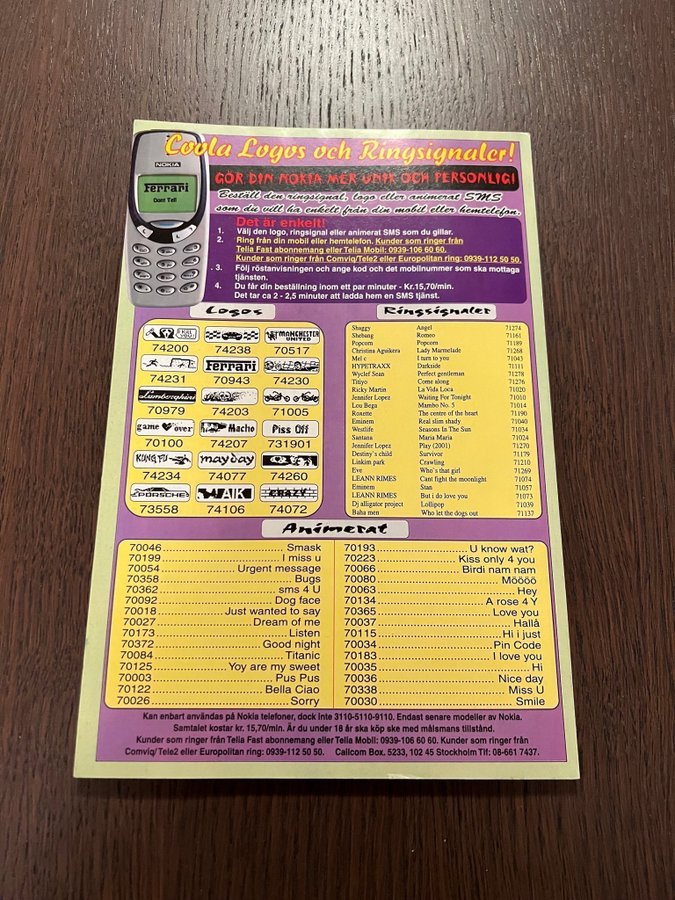 Coola Logos och Ringsignaler!
GÖR DIN NOKIA MER UNIK OCH PERSONLIG!
Beställ den ringsignal, logo eller animerat SMS
som du vill ha enkelt från din mobil eller hemtelefon.
NOKIA
Ferrari
Dont Tell
Det är enkelt!
1. Välj den logo, ringsignal eller animerat SMS som du gillar.
2. Ring från din mobil eller hemtelefon. Kunder som ringer från
Telia Fast abonnemang eller Telia Mobil: 0939-106 60 60.
Kunder som ringer från Comviq/Tele2 eller Europolitan ring: 0939-112 50 50.
3. Följ röstanvisningen och ange kod och det mobilnummer som ska mottaga
tjänsten.
4. Du får din beställning inom ett par minuter - Kr.15,70/min.
Det tar ca 2 - 2,5 minuter att ladda hem en SMS tjänst.
Logos
MANCHESTER
UNITED
74200 74238 70517
Ferrari
74231 70943 74230
Lamborghini
70979 74203 71005
game over Macho Piss Off
70100 74207 731901
KUNG FU mayday
74234 74077 74260
PORSCHE AIK CRAZY
73558 74106 74072
Ringsignaler
Shaggy Angel 71274
Shebang Romeo 71161
Popcorn Popcorn 71189
Christina Aguikera Lady Marmelade 71268
Mel c I turn to you 71043
HYPETRAXX Darkside 71111
Wyclef Sean Perfect gentleman 71278
Titiyo Come along 71276
Ricky Martin La Vida Loca 71020
Jennifer Lopez Waiting For Tonight 71010
Lou Bega Mambo No. 5 71014
Roxette The centre of the heart 71190
Eminem Real slim shady 71040
Westlife Seasons In The Sun 71034
Santana Maria Maria 71024
Jennifer Lopez Play (2001) 71270
Destiny's child Survivor 71179
Linkim park Crawling 71210
Eve Who's that girl 71269
LEANN RIMES Cant fight the moonlight 71074
Eminem Stan 71057
LEANN RIMES But i do love you 71073
Dj alligator project Lollipop 71039
Baha men Who let the dogs out 71137
Animerat
70046 Smask
70199 I miss u
70054 Urgent message
70358 Bugs
70362 sms 4 U
70092 Dog face
70018 Just wanted to say
70027 Dream of me
70173 Listen
70372 Good night
70084 Titanic
70125 Yoy are my sweet
70003 Pus Pus
70122 Bella Ciao
70026 Sorry
70193 U know wat?
70223 Kiss only 4 you
70066 Birdi nam nam
70080 Möööö
70063 Hey
70134 A rose 4 Y
70365 Love you
70037 Hallå
70115 Hi i just
70034 Pin Code
70183 I love you
70035 Hi
70036 Nice day
70338 Miss U
70030 Smile
Kan enbart användas på Nokia telefoner, dock inte 3110-5110-9110. Endast senare modeller av Nokia.
Samtalet kostar kr. 15,70/min. Är du under 18 år ska köp ske med målsmans tillstånd.
Kunder som ringer från Telia Fast abonnemang eller Telia Mobil: 0939-106 60 60. Kunder som ringer från
Comviq/Tele2 eller Europolitan ring: 0939-112 50 50. Callcom Box. 5233, 102 45 Stockholm Tlf: 08-661 7437.